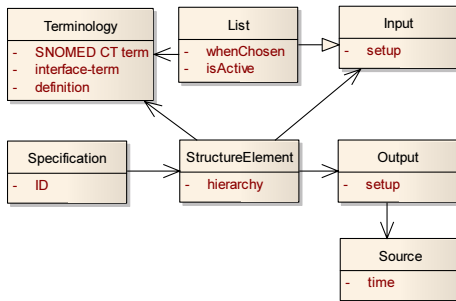 Terminology
- SNOMED CT term
- interface-term
- definition
List
- whenChosen
- isActive
Input
- setup
Specification
- ID
StructureElement
- hierarchy
Output
- setup
Source
- time